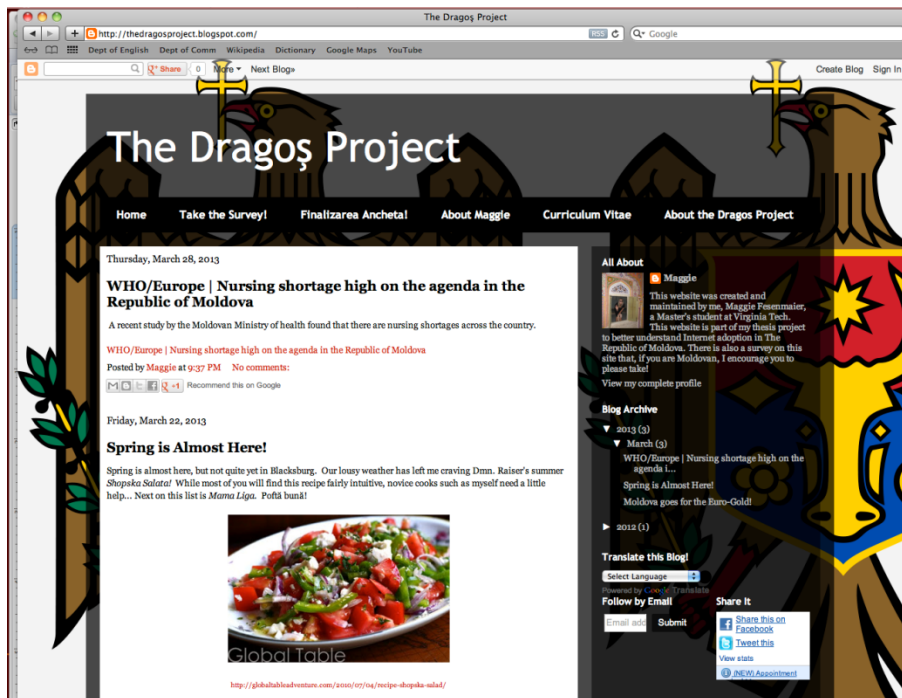 The Dragoş Project
http://thedragosproject.blogspot.com/
RSS
Google
Dept of English Dept of Comm Wikipedia Dictionary Google Maps YouTube
Share 0 More Next Blog»
Create Blog Sign In
The Dragoş Project
Home Take the Survey! Finalizarea Ancheta! About Maggie Curriculum Vitae About the Dragos Project
Thursday, March 28, 2013
WHO/Europe | Nursing shortage high on the agenda in the
Republic of Moldova
A recent study by the Moldovan Ministry of health found that there are nursing shortages across the country.
WHO/Europe | Nursing shortage high on the agenda in the Republic of Moldova
Posted by Maggie at 9:37 PM No comments:
+1 Recommend this on Google
Friday, March 22, 2013
Spring is Almost Here!
Spring is almost here, but not quite yet in Blacksburg. Our lousy weather has left me craving Dmn. Raiser's summer
Shopska Salata! While most of you will find this recipe fairly intuitive, novice cooks such as myself need a little
help... Next on this list is Mama Liga. Poftă bună!
Global Table
http://globaltableadventure.com/2010/07/04/recipe-shopska-salad/
All About
Maggie
This website was created and
maintained by me, Maggie Fesenmaier,
a Master's student at Virginia Tech.
This website is part of my thesis project
to better understand Internet adoption in The
Republic of Moldova. There is also a survey on this
site that, if you are Moldovan, I encourage you to
please take!
View my complete profile
Blog Archive
▼ 2013 (3)
▼ March (3)
WHO/Europe | Nursing shortage high on the
agenda i...
Spring is Almost Here!
Moldova goes for the Euro-Gold!
► 2012 (1)
Translate this Blog!
Select Language
Powered by Google Translate
Follow by Email
Email add Submit
Share It
Share this on
Facebook
Tweet this
View stats
(NEW) Appointment